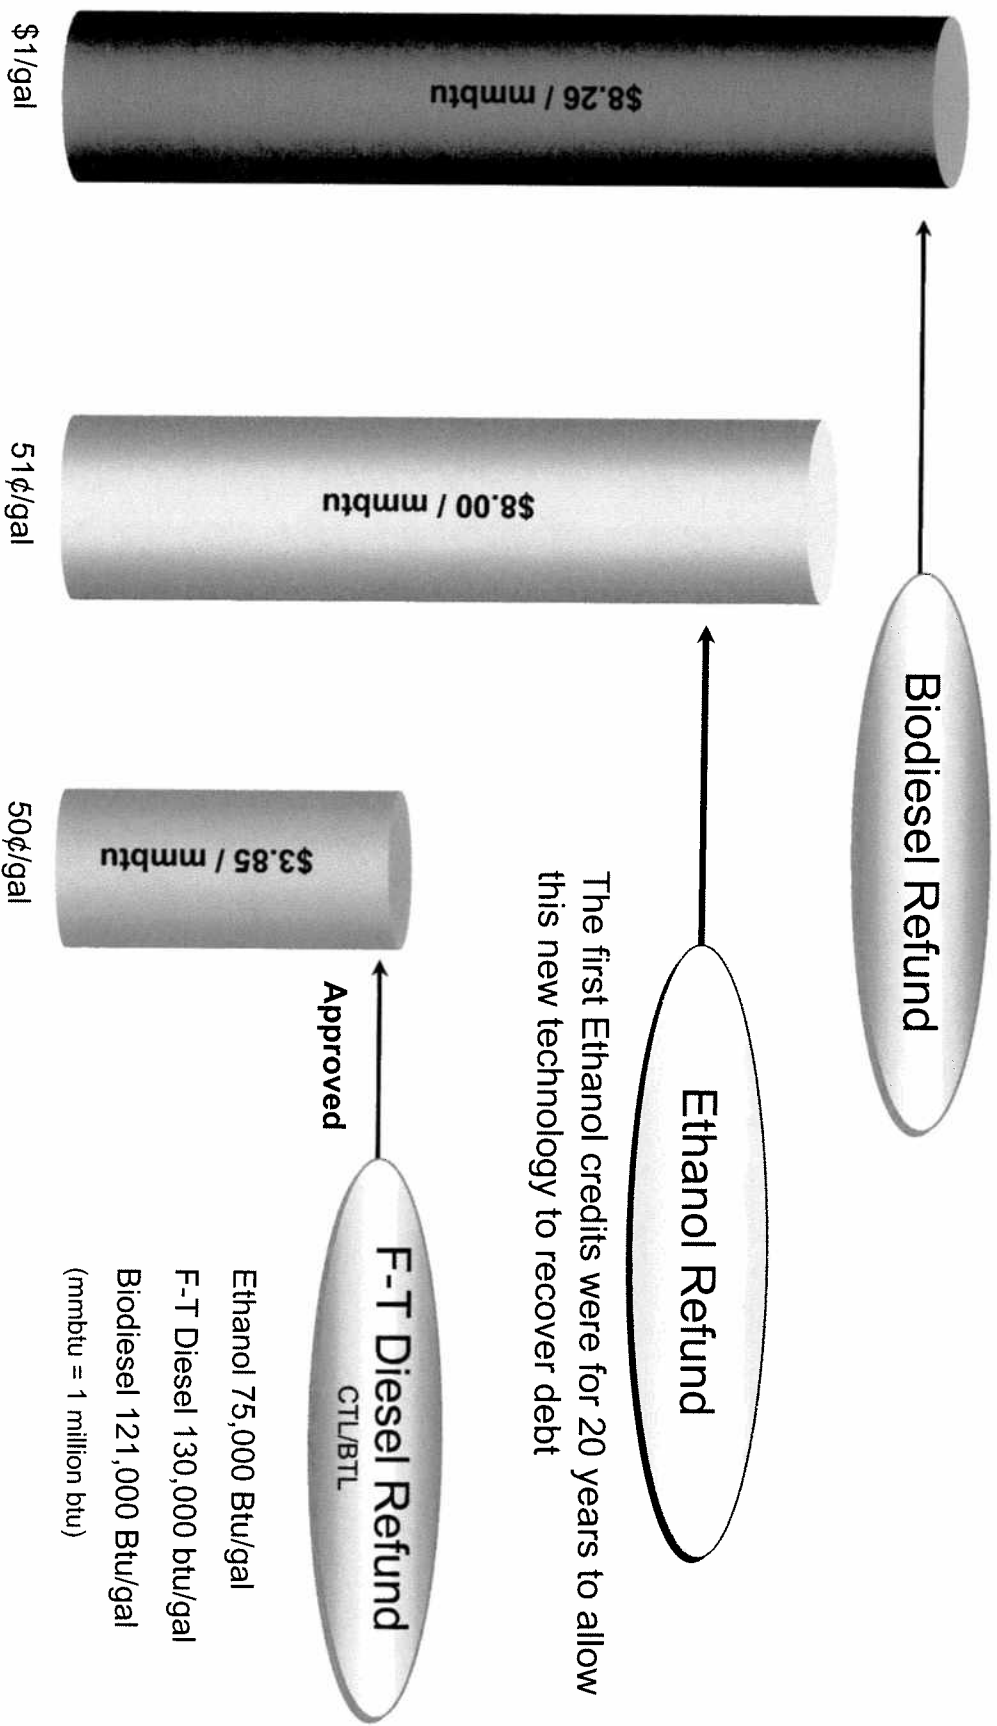 Biodiesel Refund
$8.26 / mmbtu
Ethanol Refund
$8.00 / mmbtu
The first Ethanol credits were for 20 years to allow
this new technology to recover debt
F-T Diesel Refund
CTL/BTL
Approved
$3.85 / mmbtu
Ethanol 75,000 Btu/gal
F-T Diesel 130,000 btu/gal
Biodiesel 121,000 Btu/gal
(mmbtu = 1 million btu)
$1/gal
51¢/gal
50¢/gal